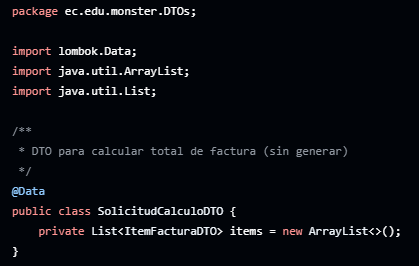 package ec.edu.monster.DTOs;
import lombok.Data;
import java.util.ArrayList;
import java.util.List;
/**
 * DTO para calcular total de factura (sin generar)
 */
@Data
public class SolicitudCalculoDTO {
    private List<ItemFacturaDTO> items = new ArrayList<>();
}